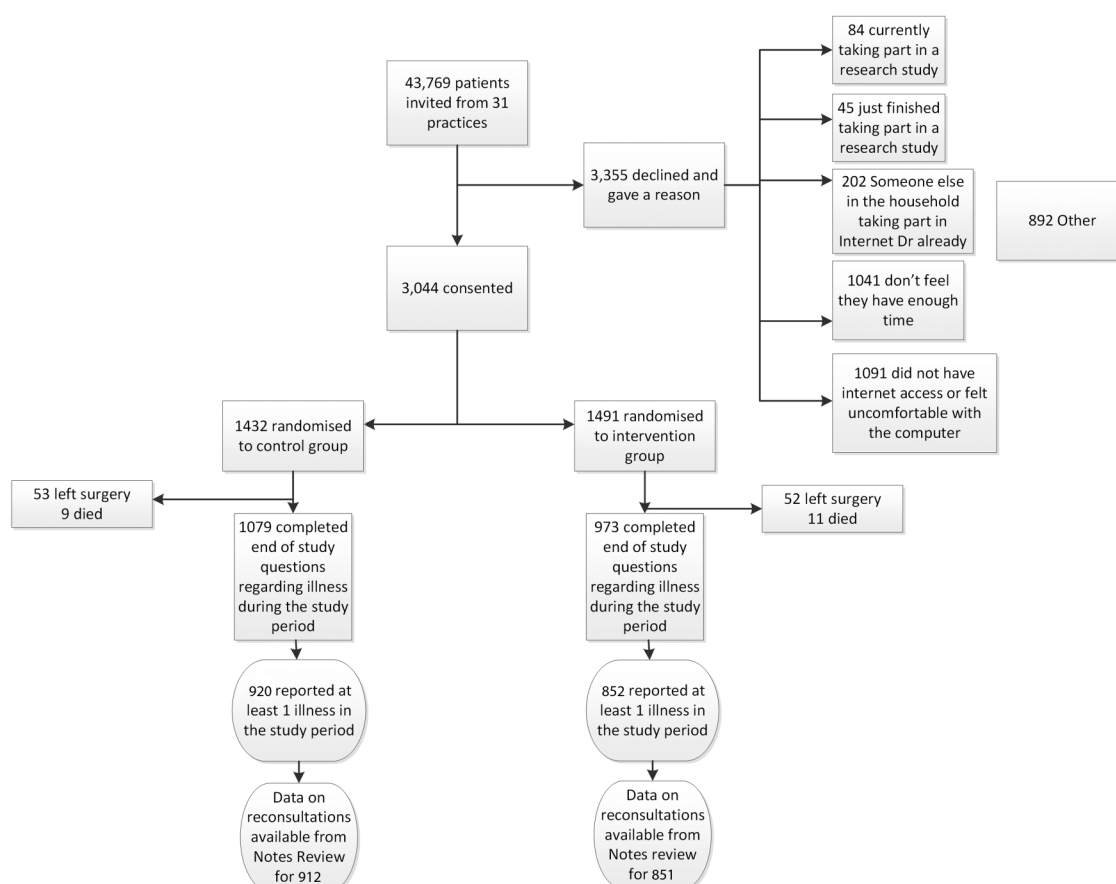 43,769 patients
invited from 31
practices
3,355 declined and
gave a reason
84 currently
taking part in a
research study
45 just finished
taking part in a
research study
202 Someone else
in the household
taking part in
Internet Dr already
892 Other
1041 don't feel
they have enough
time
1091 did not have
internet access or felt
uncomfortable with
the computer
3,044 consented
1432 randomised
to control group
1491 randomised
to intervention
group
53 left surgery
9 died
52 left surgery
11 died
1079 completed
end of study
questions
regarding illness
during the study
period
973 completed
end of study
questions
regarding illness
during the study
period
920 reported at
least 1 illness in
the study period
852 reported at
least 1 illness in
the study period
Data on
reconsultations
available from
Notes Review
for 912
Data on
reconsultations
available from
Notes review
for 851